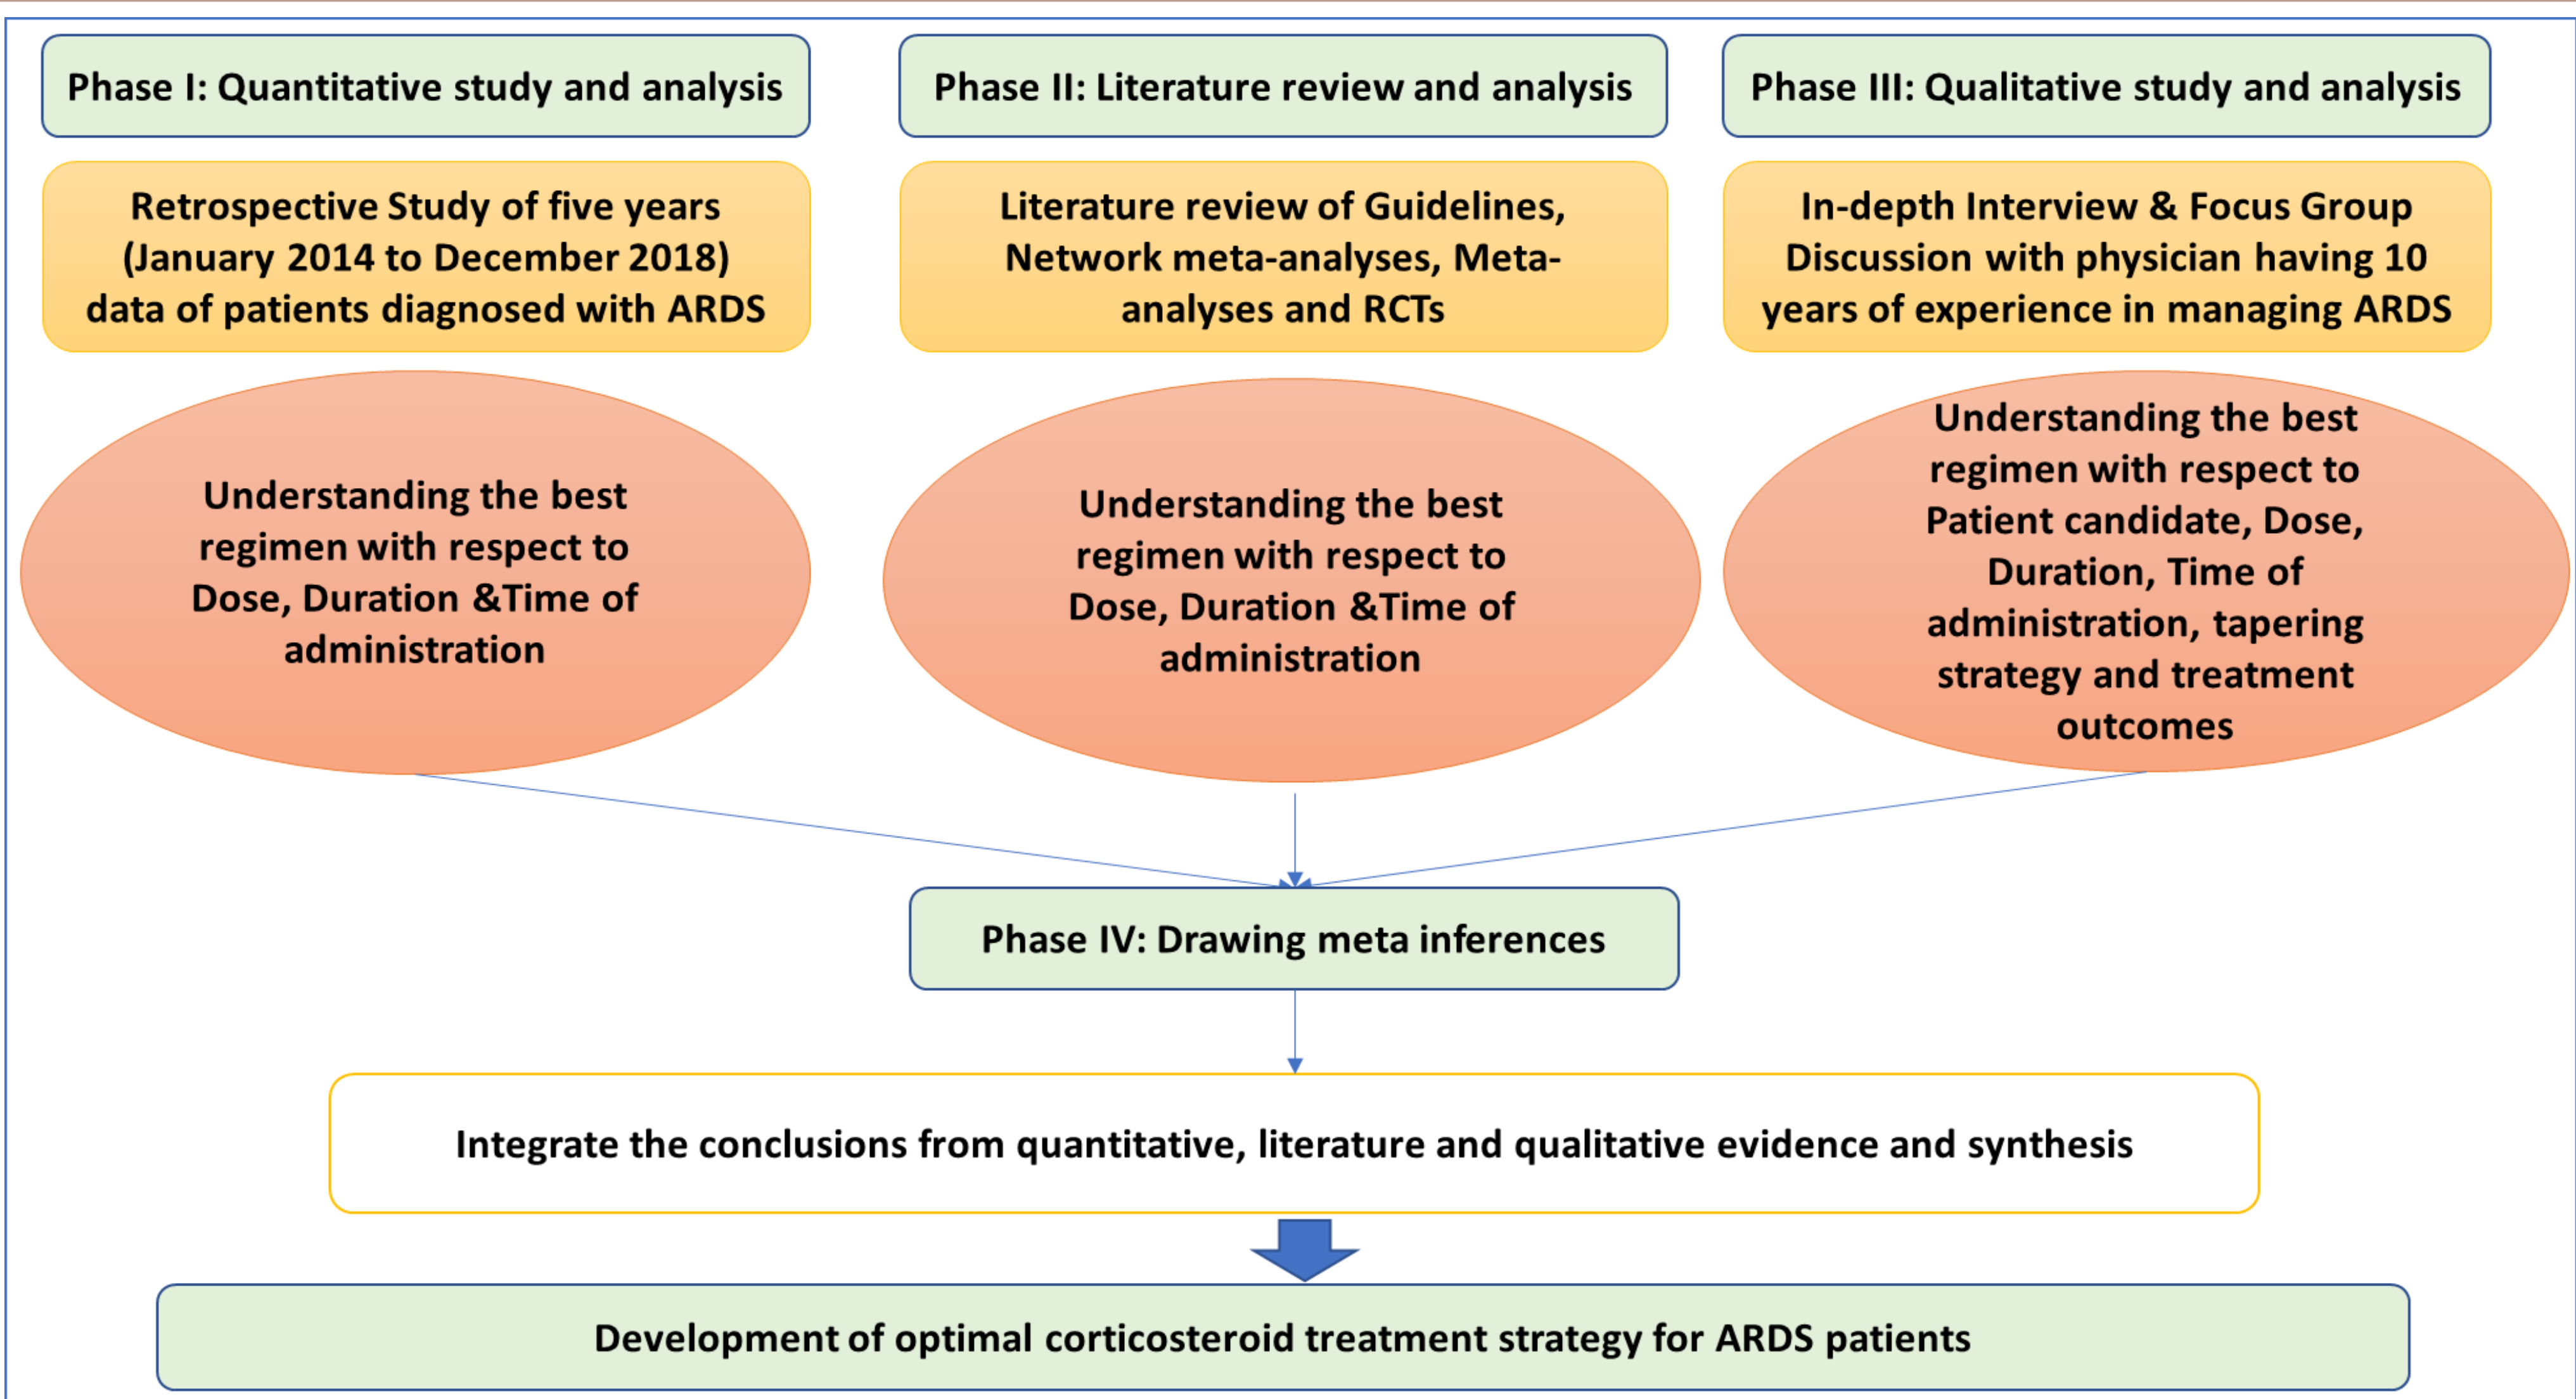 Phase I: Quantitative study and analysis
Retrospective Study of five years
(January 2014 to December 2018)
data of patients diagnosed with ARDS
Understanding the best
regimen with respect to
Dose, Duration &Time of
administration
Phase II: Literature review and analysis
Literature review of Guidelines,
Network meta-analyses, Meta-
analyses and RCTs
Understanding the best
regimen with respect to
Dose, Duration &Time of
administration
Phase III: Qualitative study and analysis
In-depth Interview & Focus Group
Discussion with physician having 10
years of experience in managing ARDS
Understanding the best
regimen with respect to
Patient candidate, Dose,
Duration, Time of
administration, tapering
strategy and treatment
outcomes
Phase IV: Drawing meta inferences
Integrate the conclusions from quantitative, literature and qualitative evidence and synthesis
Development of optimal corticosteroid treatment strategy for ARDS patients